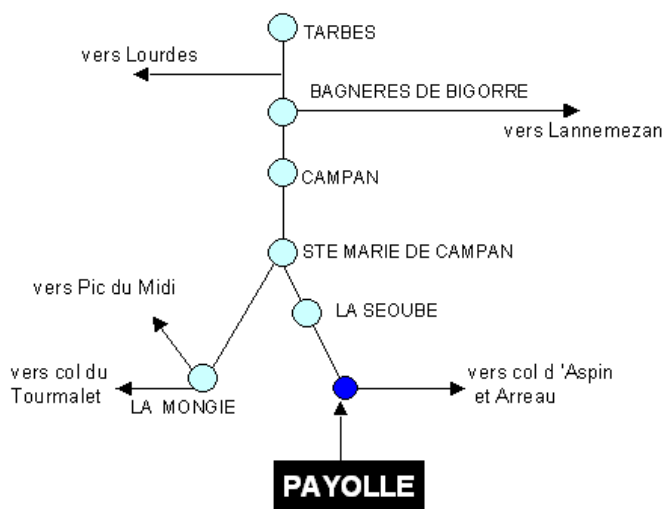 TARBES
vers Lourdes
BAGNERES DE BIGORRE
vers Lannemezan
CAMPAN
STE MARIE DE CAMPAN
vers Pic du Midi
LA SEOUBE
vers col du
Tourmalet
LA MONGIE
vers col d 'Aspin
et Arreau
PAYOLLE